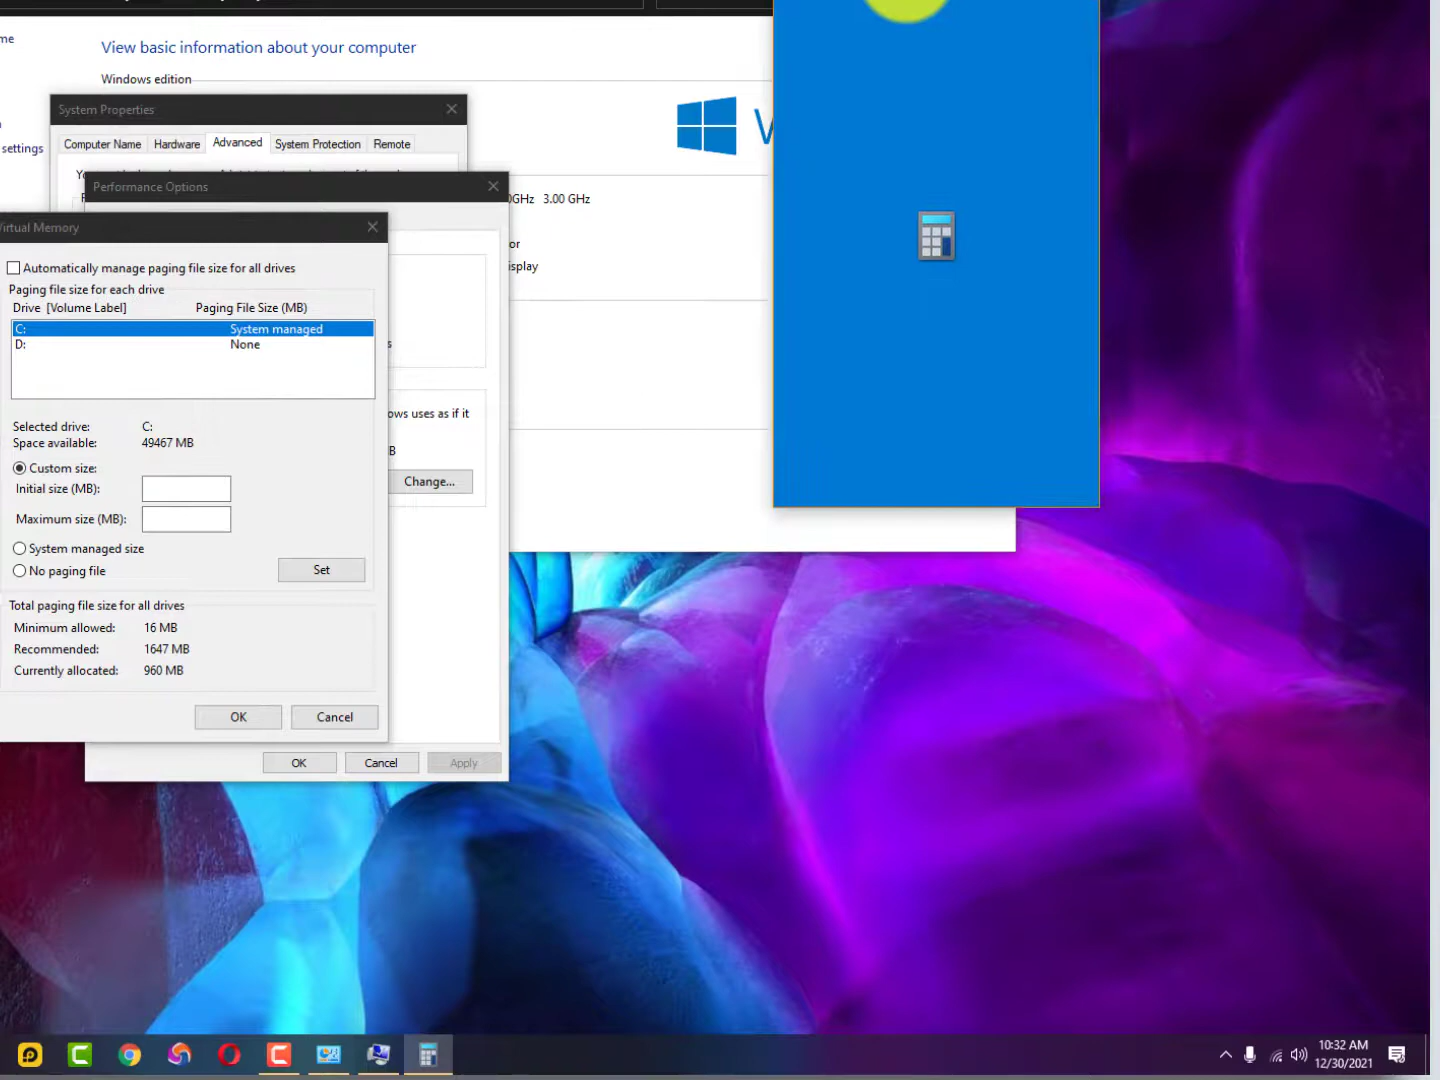 me
View basic information about your computer
Windows edition
System Properties
settings
Computer Name Hardware Advanced System Protection Remote
Performance Options
GHz 3.00 GHz
Virtual Memory
or
Automatically manage paging file size for all drives
isplay
Paging file size for each drive
Drive [Volume Label] Paging File Size (MB)
C: System managed
D: None
s
ows uses as if it
Selected drive: C:
Space available: 49467 MB
B
Custom size:
Change...
Initial size (MB):
Maximum size (MB):
System managed size
No paging file
Set
Total paging file size for all drives
Minimum allowed: 16 MB
Recommended: 1647 MB
Currently allocated: 960 MB
OK Cancel
OK Cancel Apply
10:32 AM
12/30/2021